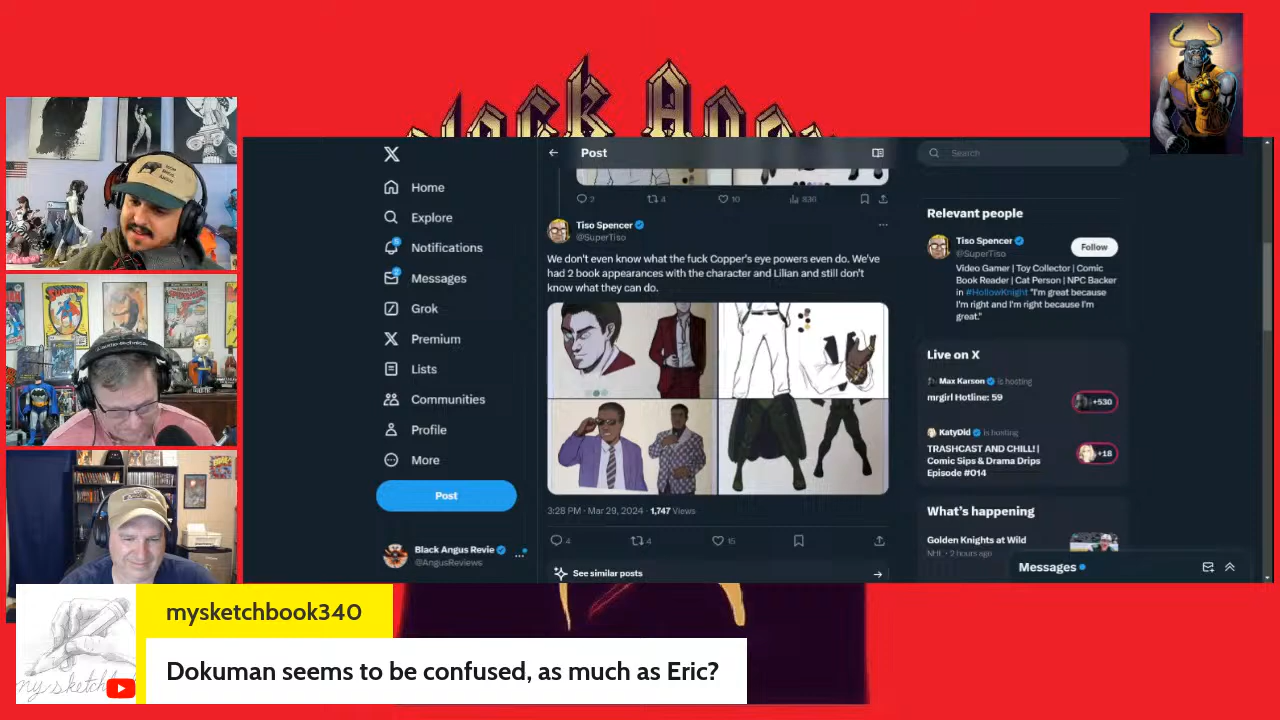 Post
Search
Home
Explore
Notifications
Messages
Grok
Premium
Lists
Communities
Profile
More
Post
Black Angus Revie
@AngusReviews
2
4
10
836
Tiso Spencer
@SuperTiso
We don't even know what the fuck Copper's eye powers even do. We've
had 2 book appearances with the character and Lilian and still don't
know what they can do.
3:28 PM · Mar 29, 2024 · 1,747 Views
4
4
15
See similar posts
Relevant people
Tiso Spencer
@SuperTiso
Follow
Video Gamer | Toy Collector | Comic
Book Reader | Cat Person | NPC Backer
in #HollowKnight "I'm great because
I'm right and I'm right because I'm
great."
Live on X
Max Karson is hosting
mrgirl Hotline: 59
+530
KatyDid is hosting
TRASHCAST AND CHILL! |
Comic Sips & Drama Drips
Episode #014
+18
What's happening
Golden Knights at Wild
NHL · 2 hours ago
Messages
mysketchbook340
Dokuman seems to be confused, as much as Eric?